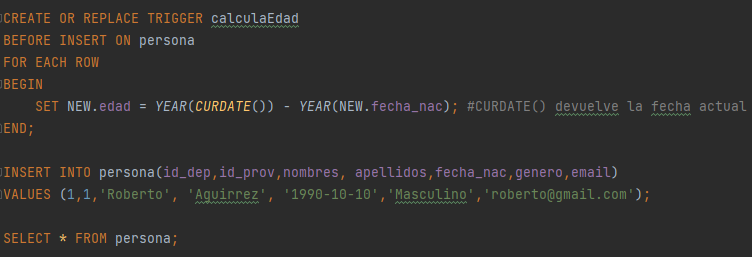 CREATE OR REPLACE TRIGGER calculaEdad
BEFORE INSERT ON persona
FOR EACH ROW
BEGIN
    SET NEW.edad = YEAR(CURDATE()) - YEAR(NEW.fecha_nac); #CURDATE() devuelve la fecha actual
END;

INSERT INTO persona(id_dep,id_prov,nombres, apellidos,fecha_nac,genero,email)
VALUES (1,1,'Roberto', 'Aguirrez', '1990-10-10','Masculino','roberto@gmail.com');

SELECT * FROM persona;